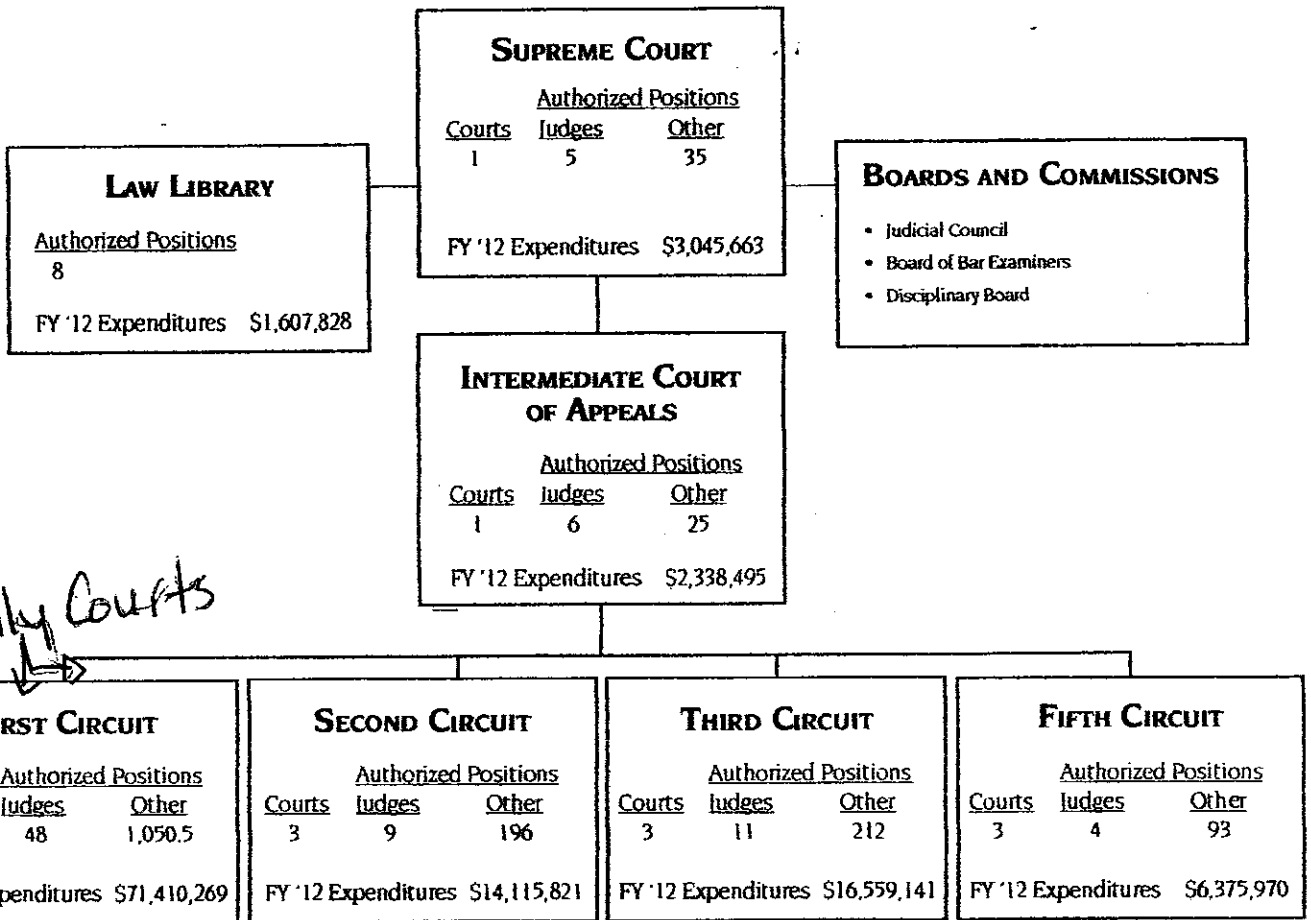 SUPREME COURT
Authorized Positions
Courts Judges Other
1 5 35
FY '12 Expenditures $3,045,663
LAW LIBRARY
Authorized Positions
8
FY '12 Expenditures $1,607,828
BOARDS AND COMMISSIONS
• Judicial Council
• Board of Bar Examiners
• Disciplinary Board
INTERMEDIATE COURT
OF APPEALS
Authorized Positions
Courts Judges Other
1 6 25
FY '12 Expenditures $2,338,495
ily Courts
RST CIRCUIT
Authorized Positions
Judges Other
48 1,050.5
penditures $71,410,269
SECOND CIRCUIT
Authorized Positions
Courts Judges Other
3 9 196
FY '12 Expenditures $14,115,821
THIRD CIRCUIT
Authorized Positions
Courts Judges Other
3 11 212
FY '12 Expenditures $16,559,141
FIFTH CIRCUIT
Authorized Positions
Courts Judges Other
3 4 93
FY '12 Expenditures $6,375,970